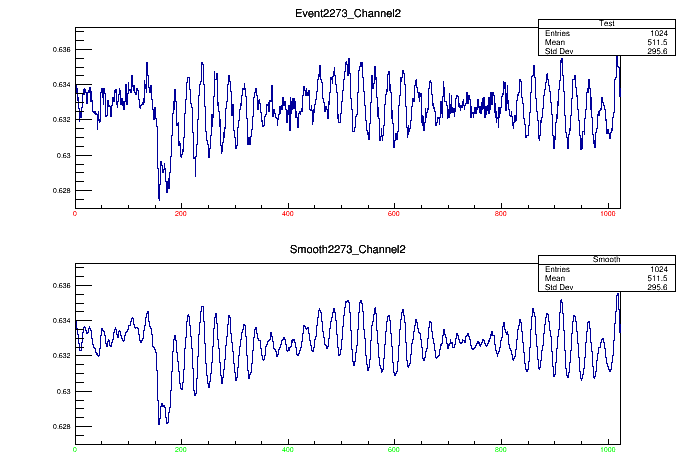 Event2273_Channel2
Test
Entries 1024
Mean 511.5
Std Dev 295.6
0.636
0.634
0.632
0.63
0.628
0 200 400 600 800 1000
Smooth2273_Channel2
Smooth
Entries 1024
Mean 511.5
Std Dev 295.6
0.636
0.634
0.632
0.63
0.628
0 200 400 600 800 1000